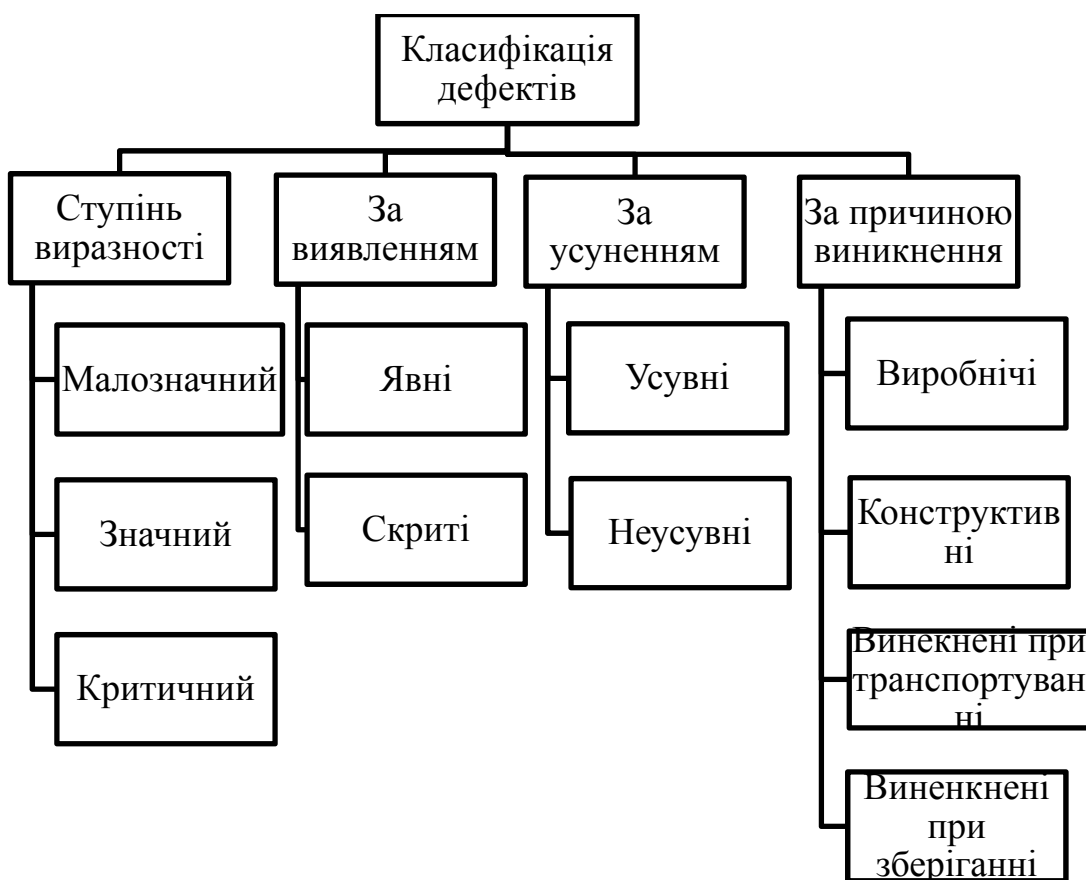 Класифікація
дефектів
Ступінь
виразності
Малозначний
Значний
Критичний
За
виявленням
Явні
Скриті
За
усуненням
Усувні
Неусувні
За причиною
виникнення
Виробнічі
Конструктив
ні
Винекнені при
транспортуван
ні
Виненкнені
при
зберіганні